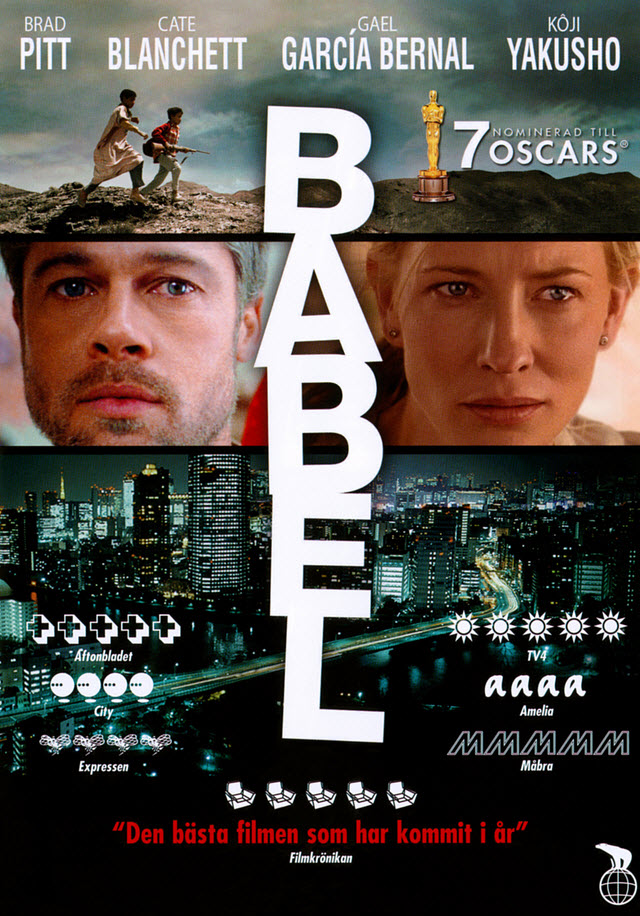 BRAD
PITT
CATE
BLANCHETT
GAEL
GARCÍA BERNAL
KÔJI
YAKUSHO
7 NOMINERAD TILL
OSCARS®
BABEL
Aftonbladet
City
Expressen
TV4
aaaa
Amelia
MMMMM
Måbra
"Den bästa filmen som har kommit i år"
Filmkrönikan